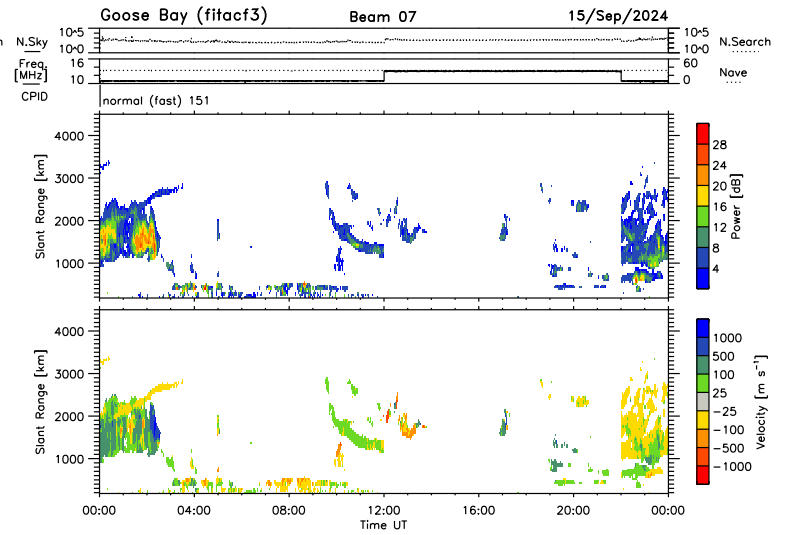 Goose Bay (fitacf3) Beam 07 15/Sep/2024
n N.Sky 10^5 10^0 10^5 10^0 N.Search
Freq. [MHz] 16 10 60 0 Nave
CPID normal (fast) 151
Slant Range [km] 4000 3000 2000 1000
28 24 20 16 12 8 4 Power [dB]
Slant Range [km] 4000 3000 2000 1000
1000 500 100 25 −25 −100 −500 −1000 Velocity [m s⁻¹]
00:00 04:00 08:00 12:00 16:00 20:00 00:00
Time UT